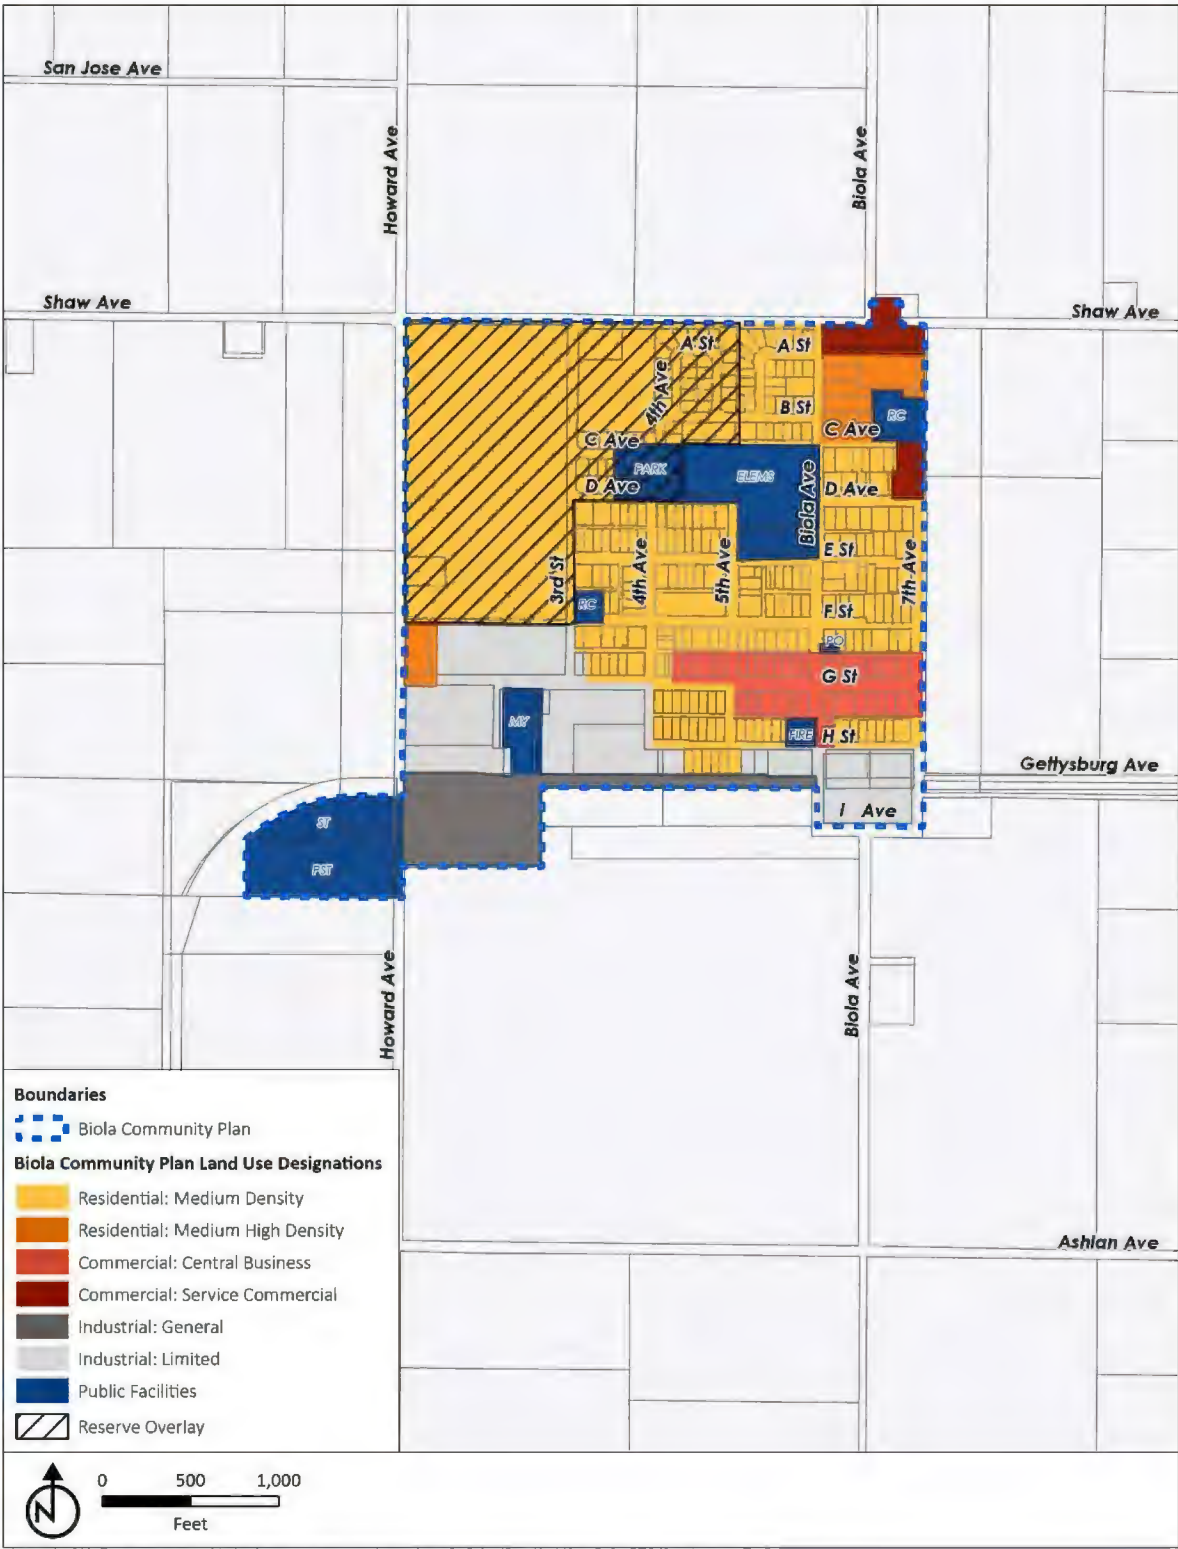 San Jose Ave
Howard Ave
Biola Ave
Shaw Ave
Shaw Ave
A St
A St
4th Ave
B St
RC
C Ave
C Ave
PARK
ELEMS
D Ave
Biola Ave
D Ave
E St
3rd St
4th Ave
5th Ave
7th Ave
RC
F St
PO
G St
MY
FIRE
H St
Gettysburg Ave
I Ave
ST
PST
Howard Ave
Biola Ave
Ashlan Ave
Boundaries
Biola Community Plan
Biola Community Plan Land Use Designations
Residential: Medium Density
Residential: Medium High Density
Commercial: Central Business
Commercial: Service Commercial
Industrial: General
Industrial: Limited
Public Facilities
Reserve Overlay
N
0 500 1,000
Feet